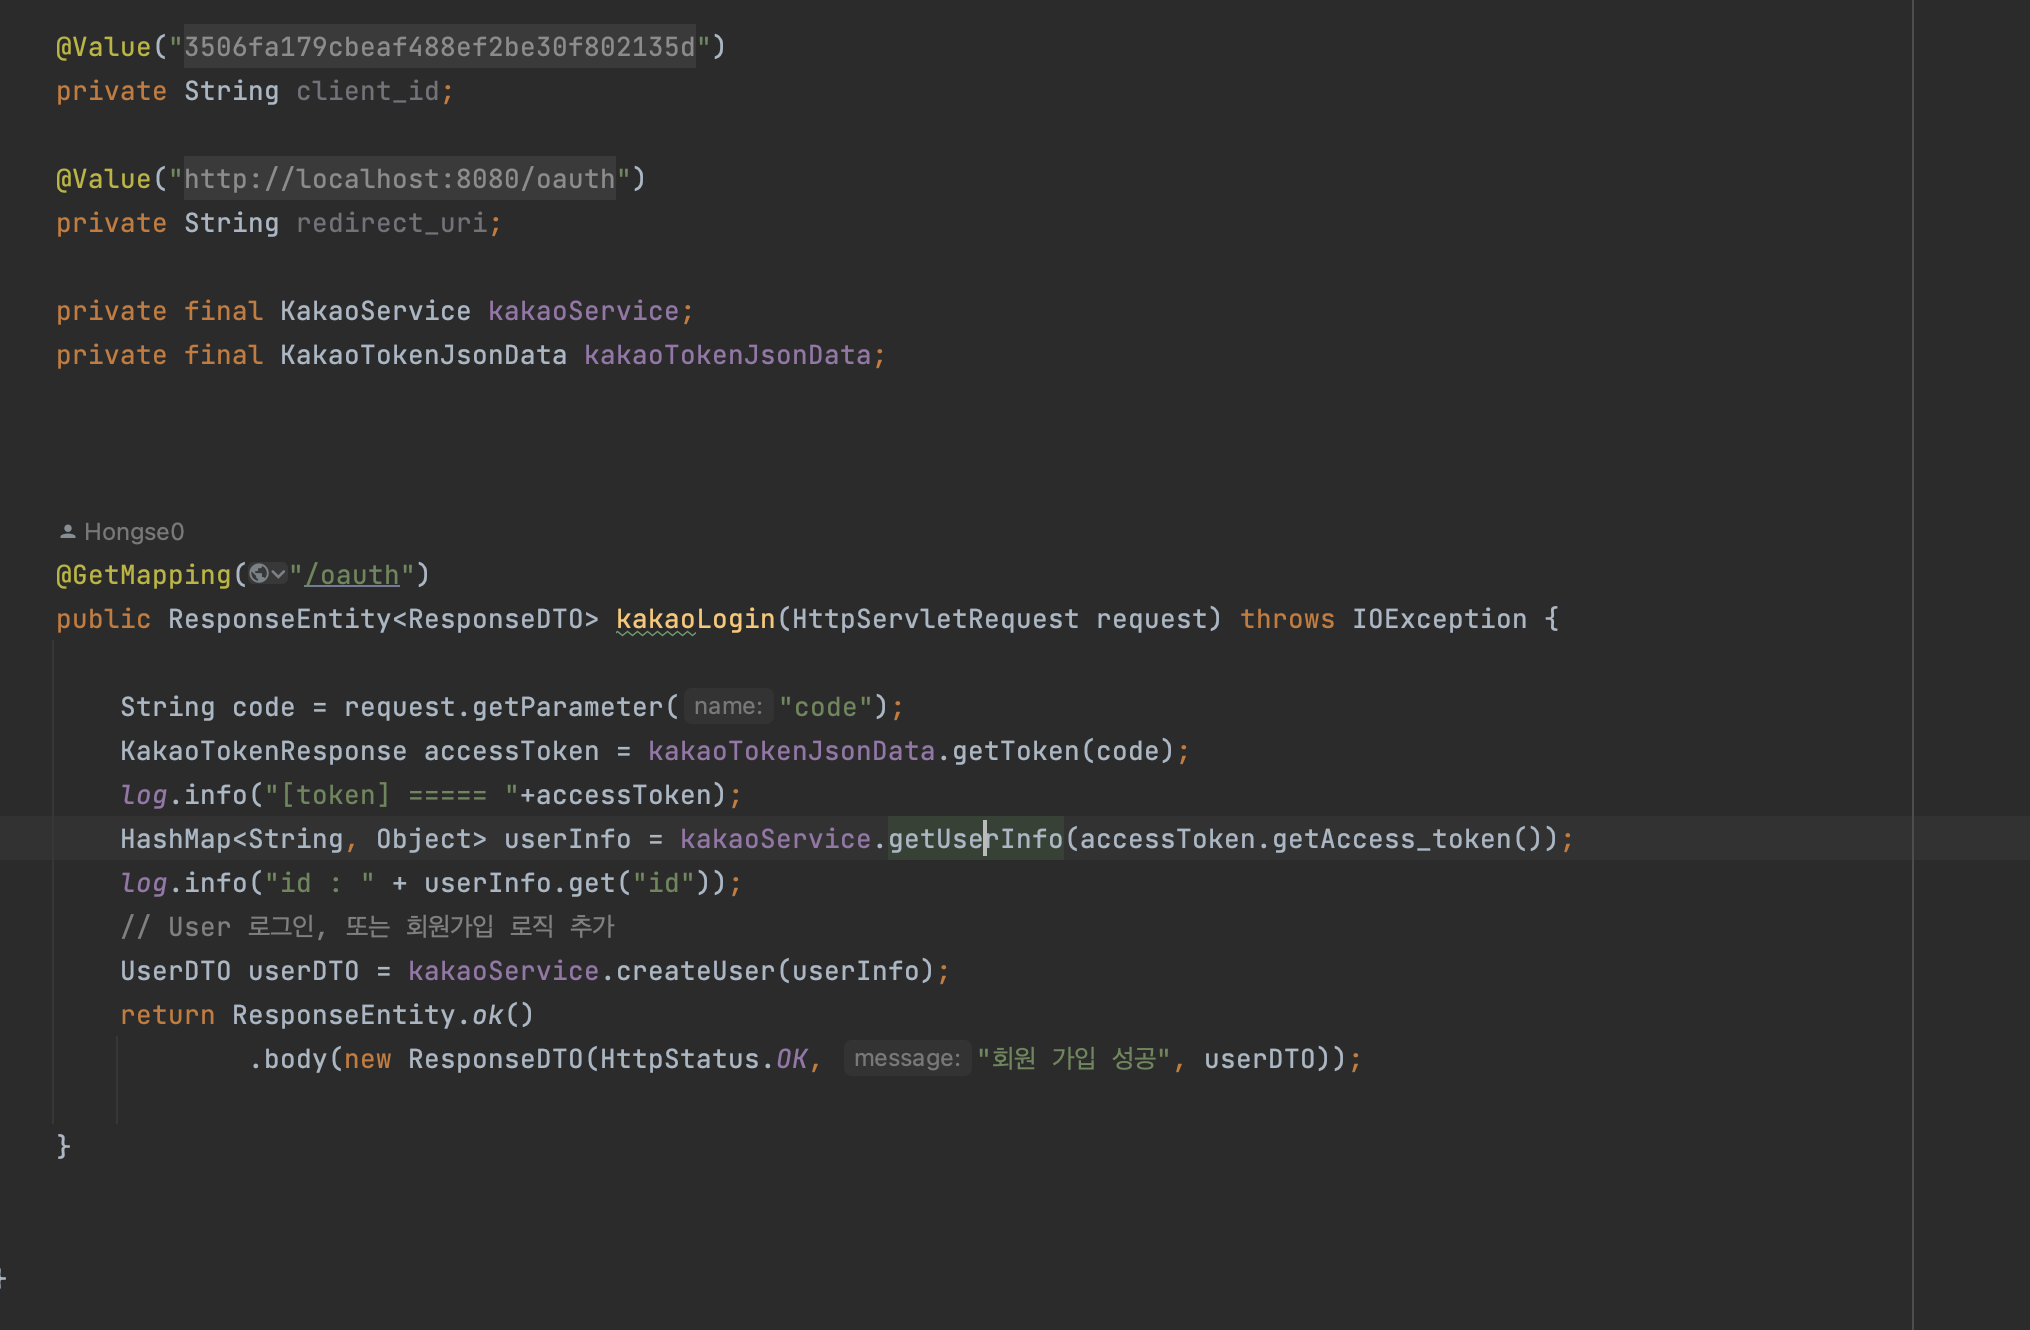 @Value("3506fa179cbeaf488ef2be30f802135d")
private String client_id;
@Value("http://localhost:8080/oauth")
private String redirect_uri;
private final KakaoService kakaoService;
private final KakaoTokenJsonData kakaoTokenJsonData;
Hongse0
@GetMapping("/oauth")
public ResponseEntity<ResponseDTO> kakaoLogin(HttpServletRequest request) throws IOException {
String code = request.getParameter( name: "code");
KakaoTokenResponse accessToken = kakaoTokenJsonData.getToken(code);
log.info("[token] ===== "+accessToken);
HashMap<String, Object> userInfo = kakaoService.getUserInfo(accessToken.getAccess_token());
log.info("id : " + userInfo.get("id"));
// User 로그인, 또는 회원가입 로직 추가
UserDTO userDTO = kakaoService.createUser(userInfo);
return ResponseEntity.ok()
.body(new ResponseDTO(HttpStatus.OK, message: "회원 가입 성공", userDTO));
}
}